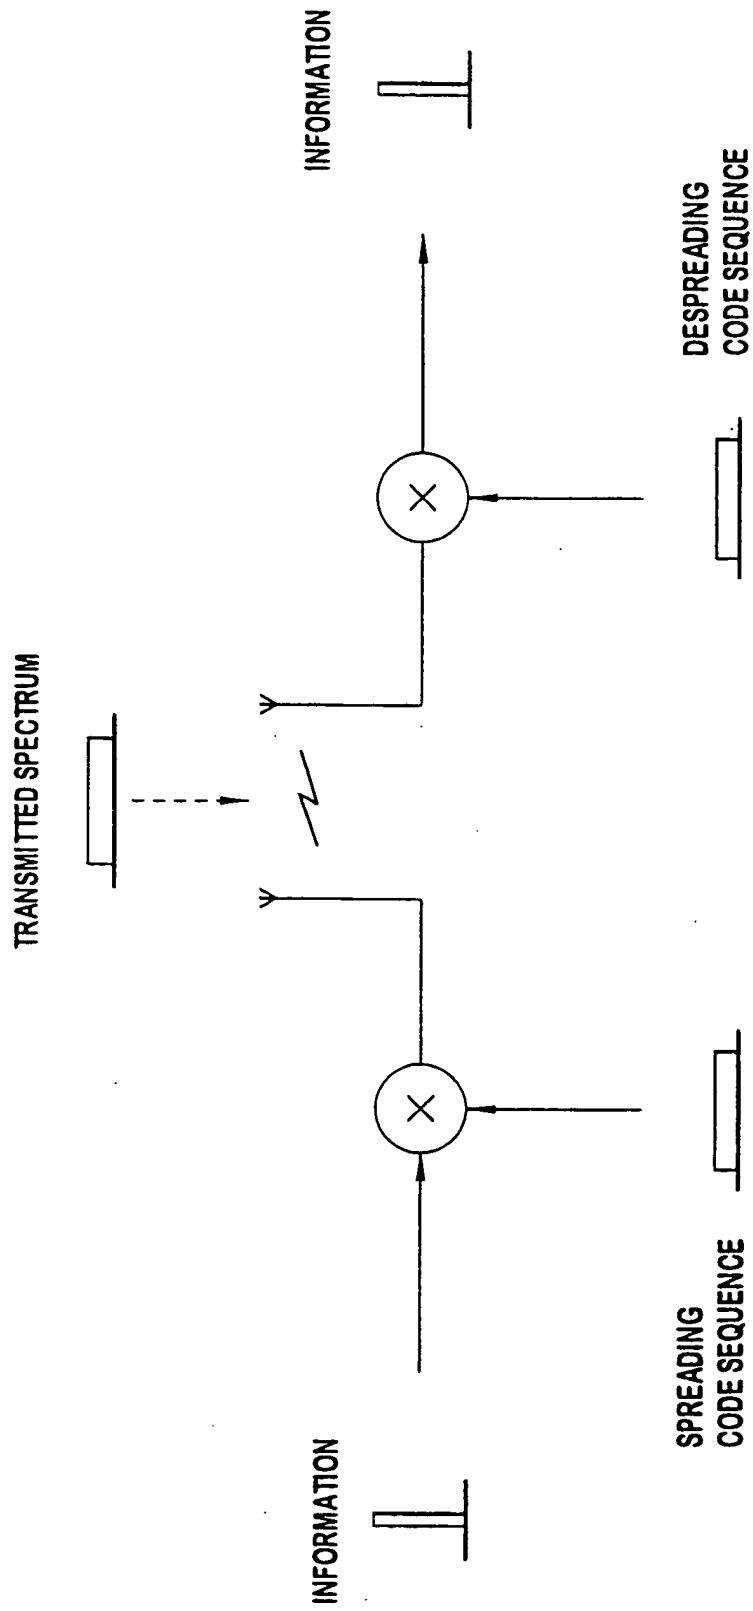 TRANSMITTED SPECTRUM
INFORMATION
SPREADING
CODE SEQUENCE
DESPREADING
CODE SEQUENCE
INFORMATION